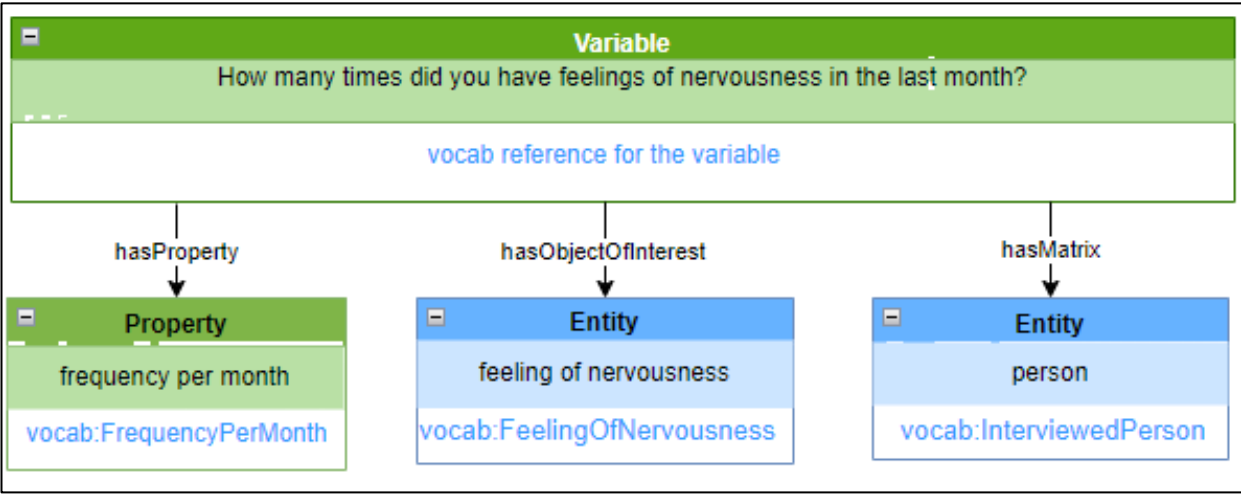 Variable
How many times did you have feelings of nervousness in the last month?
vocab reference for the variable
hasProperty
hasObjectOfInterest
hasMatrix
Property
frequency per month
vocab:FrequencyPerMonth
Entity
feeling of nervousness
vocab:FeelingOfNervousness
Entity
person
vocab:InterviewedPerson